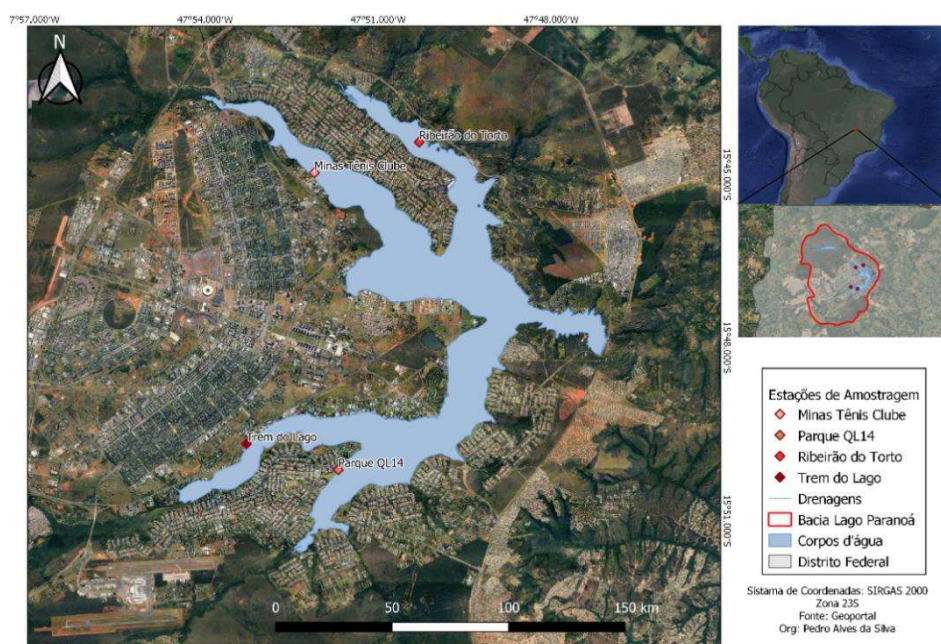 7°57.000'W 47°54.000'W 47°51.000'W 47°48.000'W
N
Ribeirão do Torto
Minas Tênis Clube
15°45.000'S
15°48.000'S
Trem do Lago
Parque QL14
15°51.000'S
0 50 100 150 km
Estações de Amostragem
Minas Tênis Clube
Parque QL14
Ribeirão do Torto
Trem do Lago
Drenagens
Bacia Lago Paranoá
Corpos d'água
Distrito Federal
Sistama de Coordenadas: SIRGAS 2000
Zona 23S
Fonte: Geoportal
Org: Pedro Alves da Silva